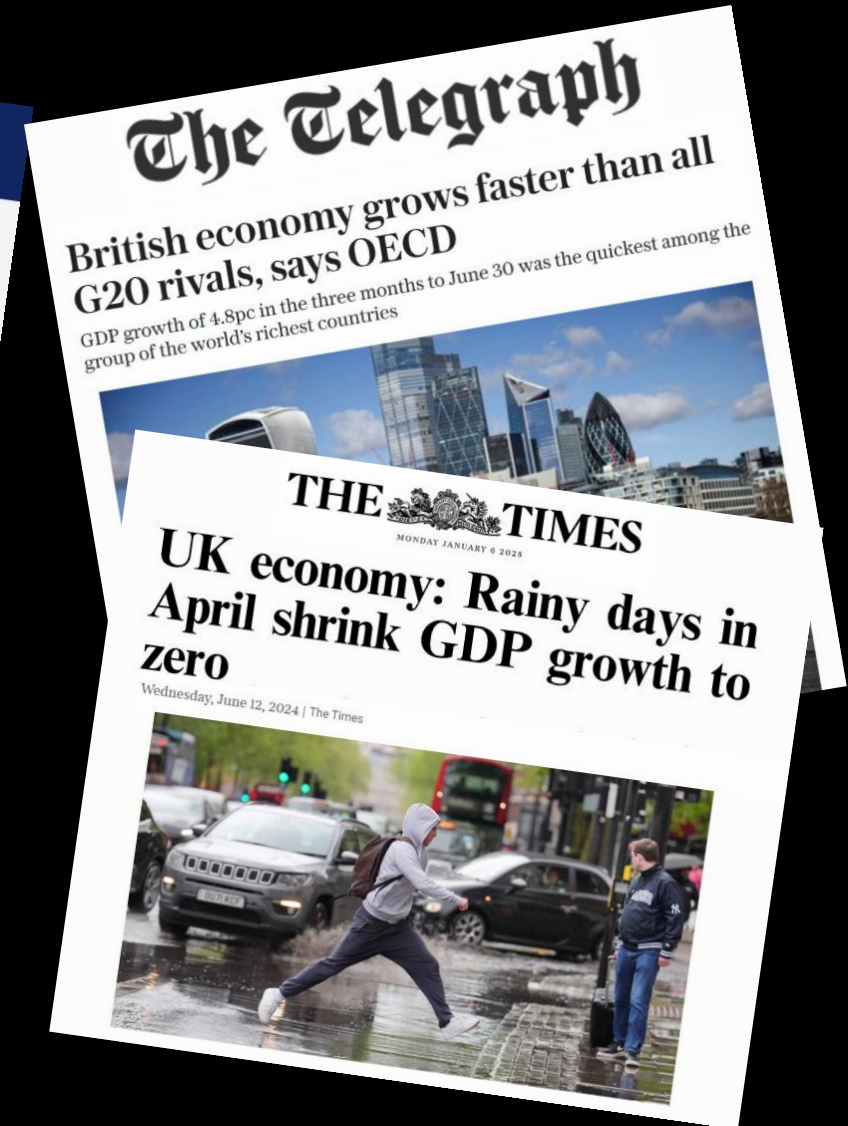 The Telegraph
British economy grows faster than all
G20 rivals, says OECD
GDP growth of 4.8pc in the three months to June 30 was the quickest among the
group of the world's richest countries
THE TIMES
MONDAY JANUARY 6 2025
UK economy: Rainy days in
April shrink GDP growth to
zero
Wednesday, June 12, 2024 | The Times